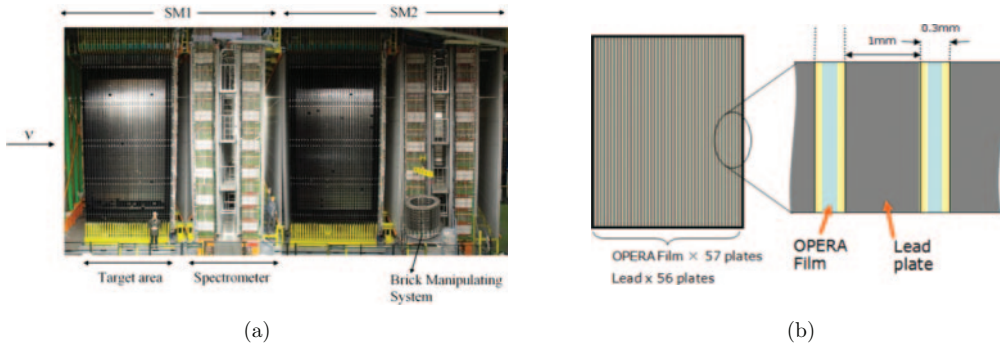 SM1 SM2
ν
Target area Spectrometer
Brick Manipulating
System
(a)
0.3mm
1mm
OPERA Film × 57 plates
Lead x 56 plates
OPERA
Film
Lead
plate
(b)